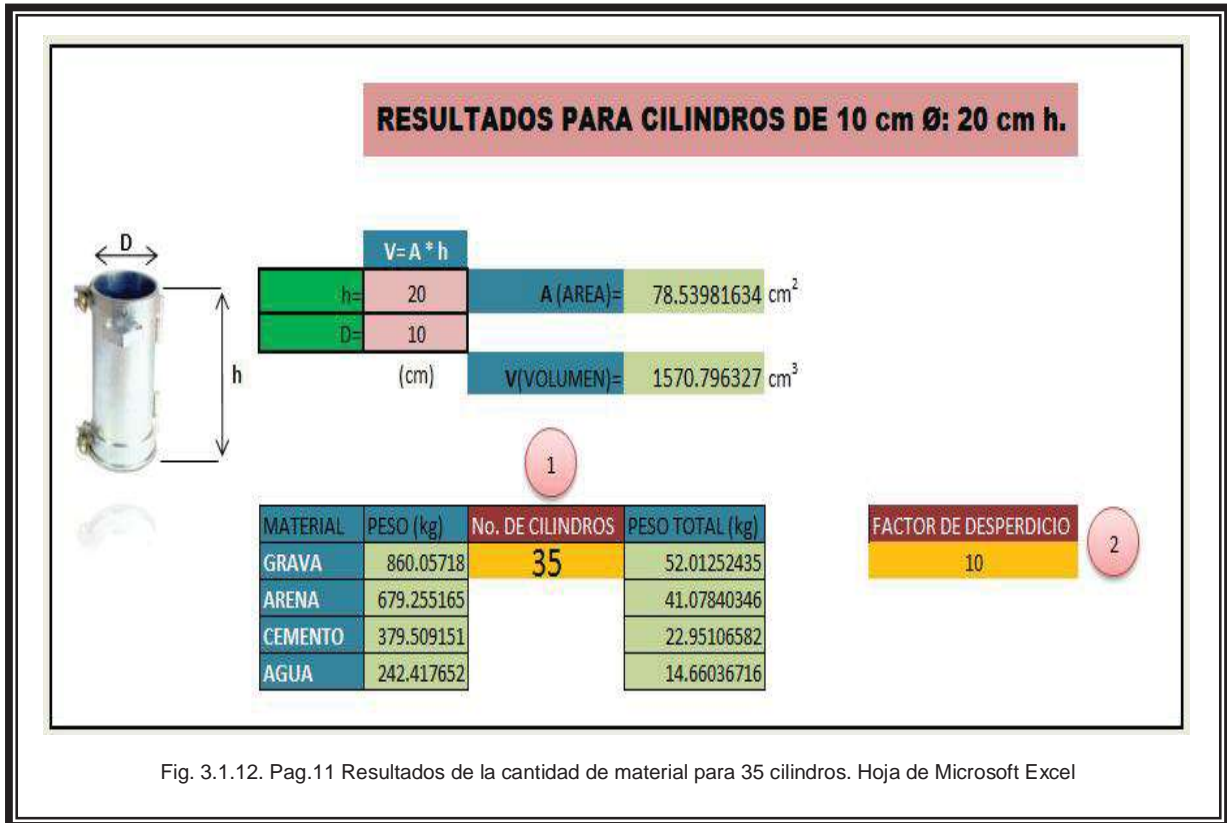 RESULTADOS PARA CILINDROS DE 10 cm Ø: 20 cm h.
D
h
V= A * h
h= 20 A (AREA)= 78.53981634 cm²
D= 10
(cm) V(VOLUMEN)= 1570.796327 cm³
1
MATERIAL PESO (kg) No. DE CILINDROS PESO TOTAL (kg) FACTOR DE DESPERDICIO
2
GRAVA 860.05718 35 52.01252435 10
ARENA 679.255165 41.07840346
CEMENTO 379.509151 22.95106582
AGUA 242.417652 14.66036716
Fig. 3.1.12. Pag.11 Resultados de la cantidad de material para 35 cilindros. Hoja de Microsoft Excel